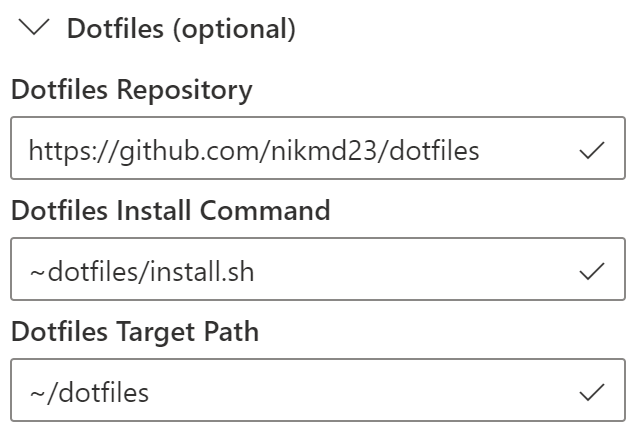 Dotfiles (optional)
Dotfiles Repository
https://github.com/nikmd23/dotfiles
Dotfiles Install Command
~dotfiles/install.sh
Dotfiles Target Path
~/dotfiles